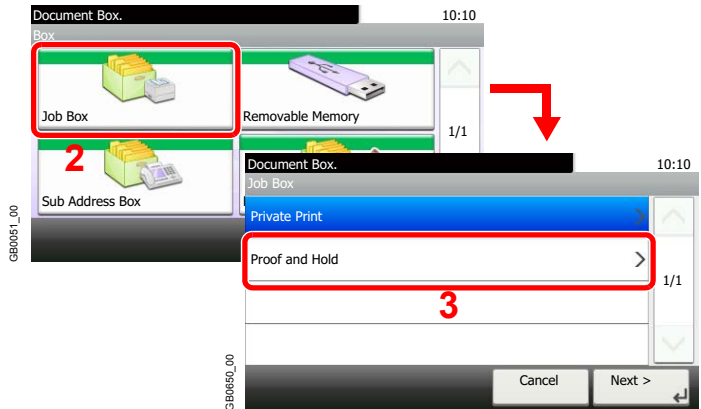 Document Box.
10:10
Box
Job Box
Removable Memory
1/1
2
Sub Address Box
GB0051_00
Document Box.
10:10
Job Box
Private Print
Proof and Hold
1/1
3
Cancel
Next >
GB0650_00